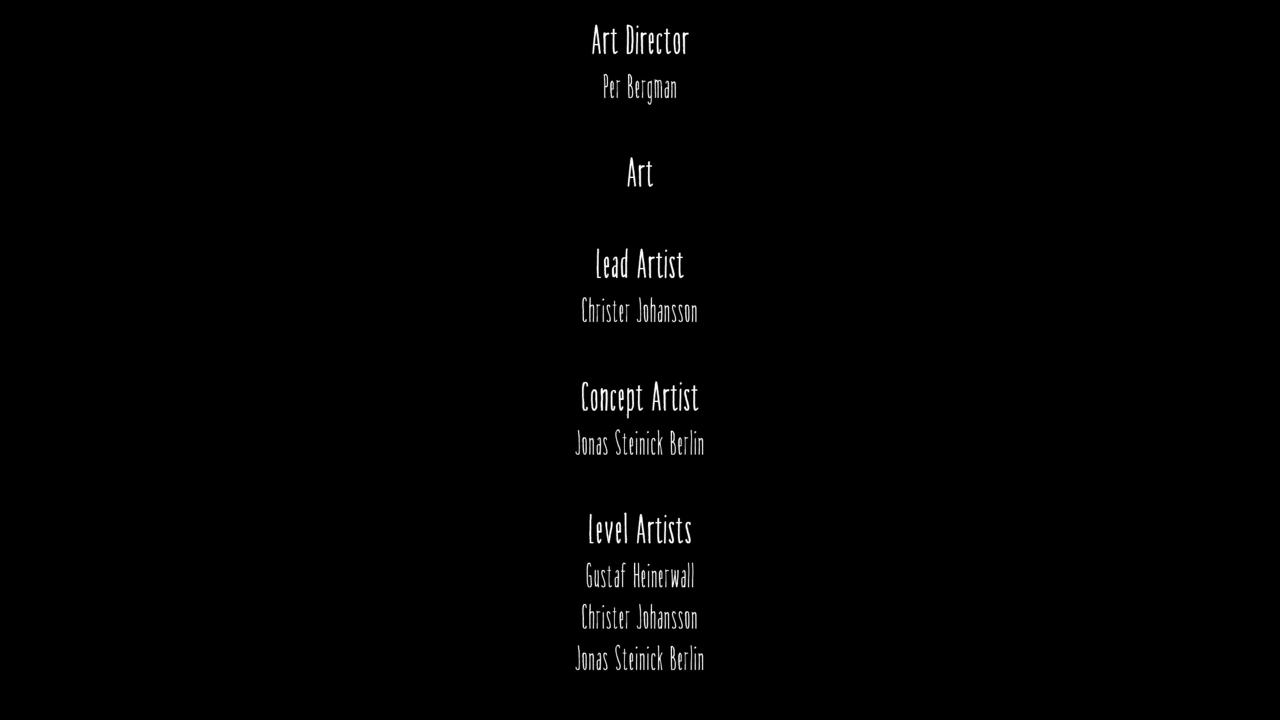 Art Director
Per Bergman
Art
Lead Artist
Christer Johansson
Concept Artist
Jonas Steinick Berlin
Level Artists
Gustaf Heinerwall
Christer Johansson
Jonas Steinick Berlin